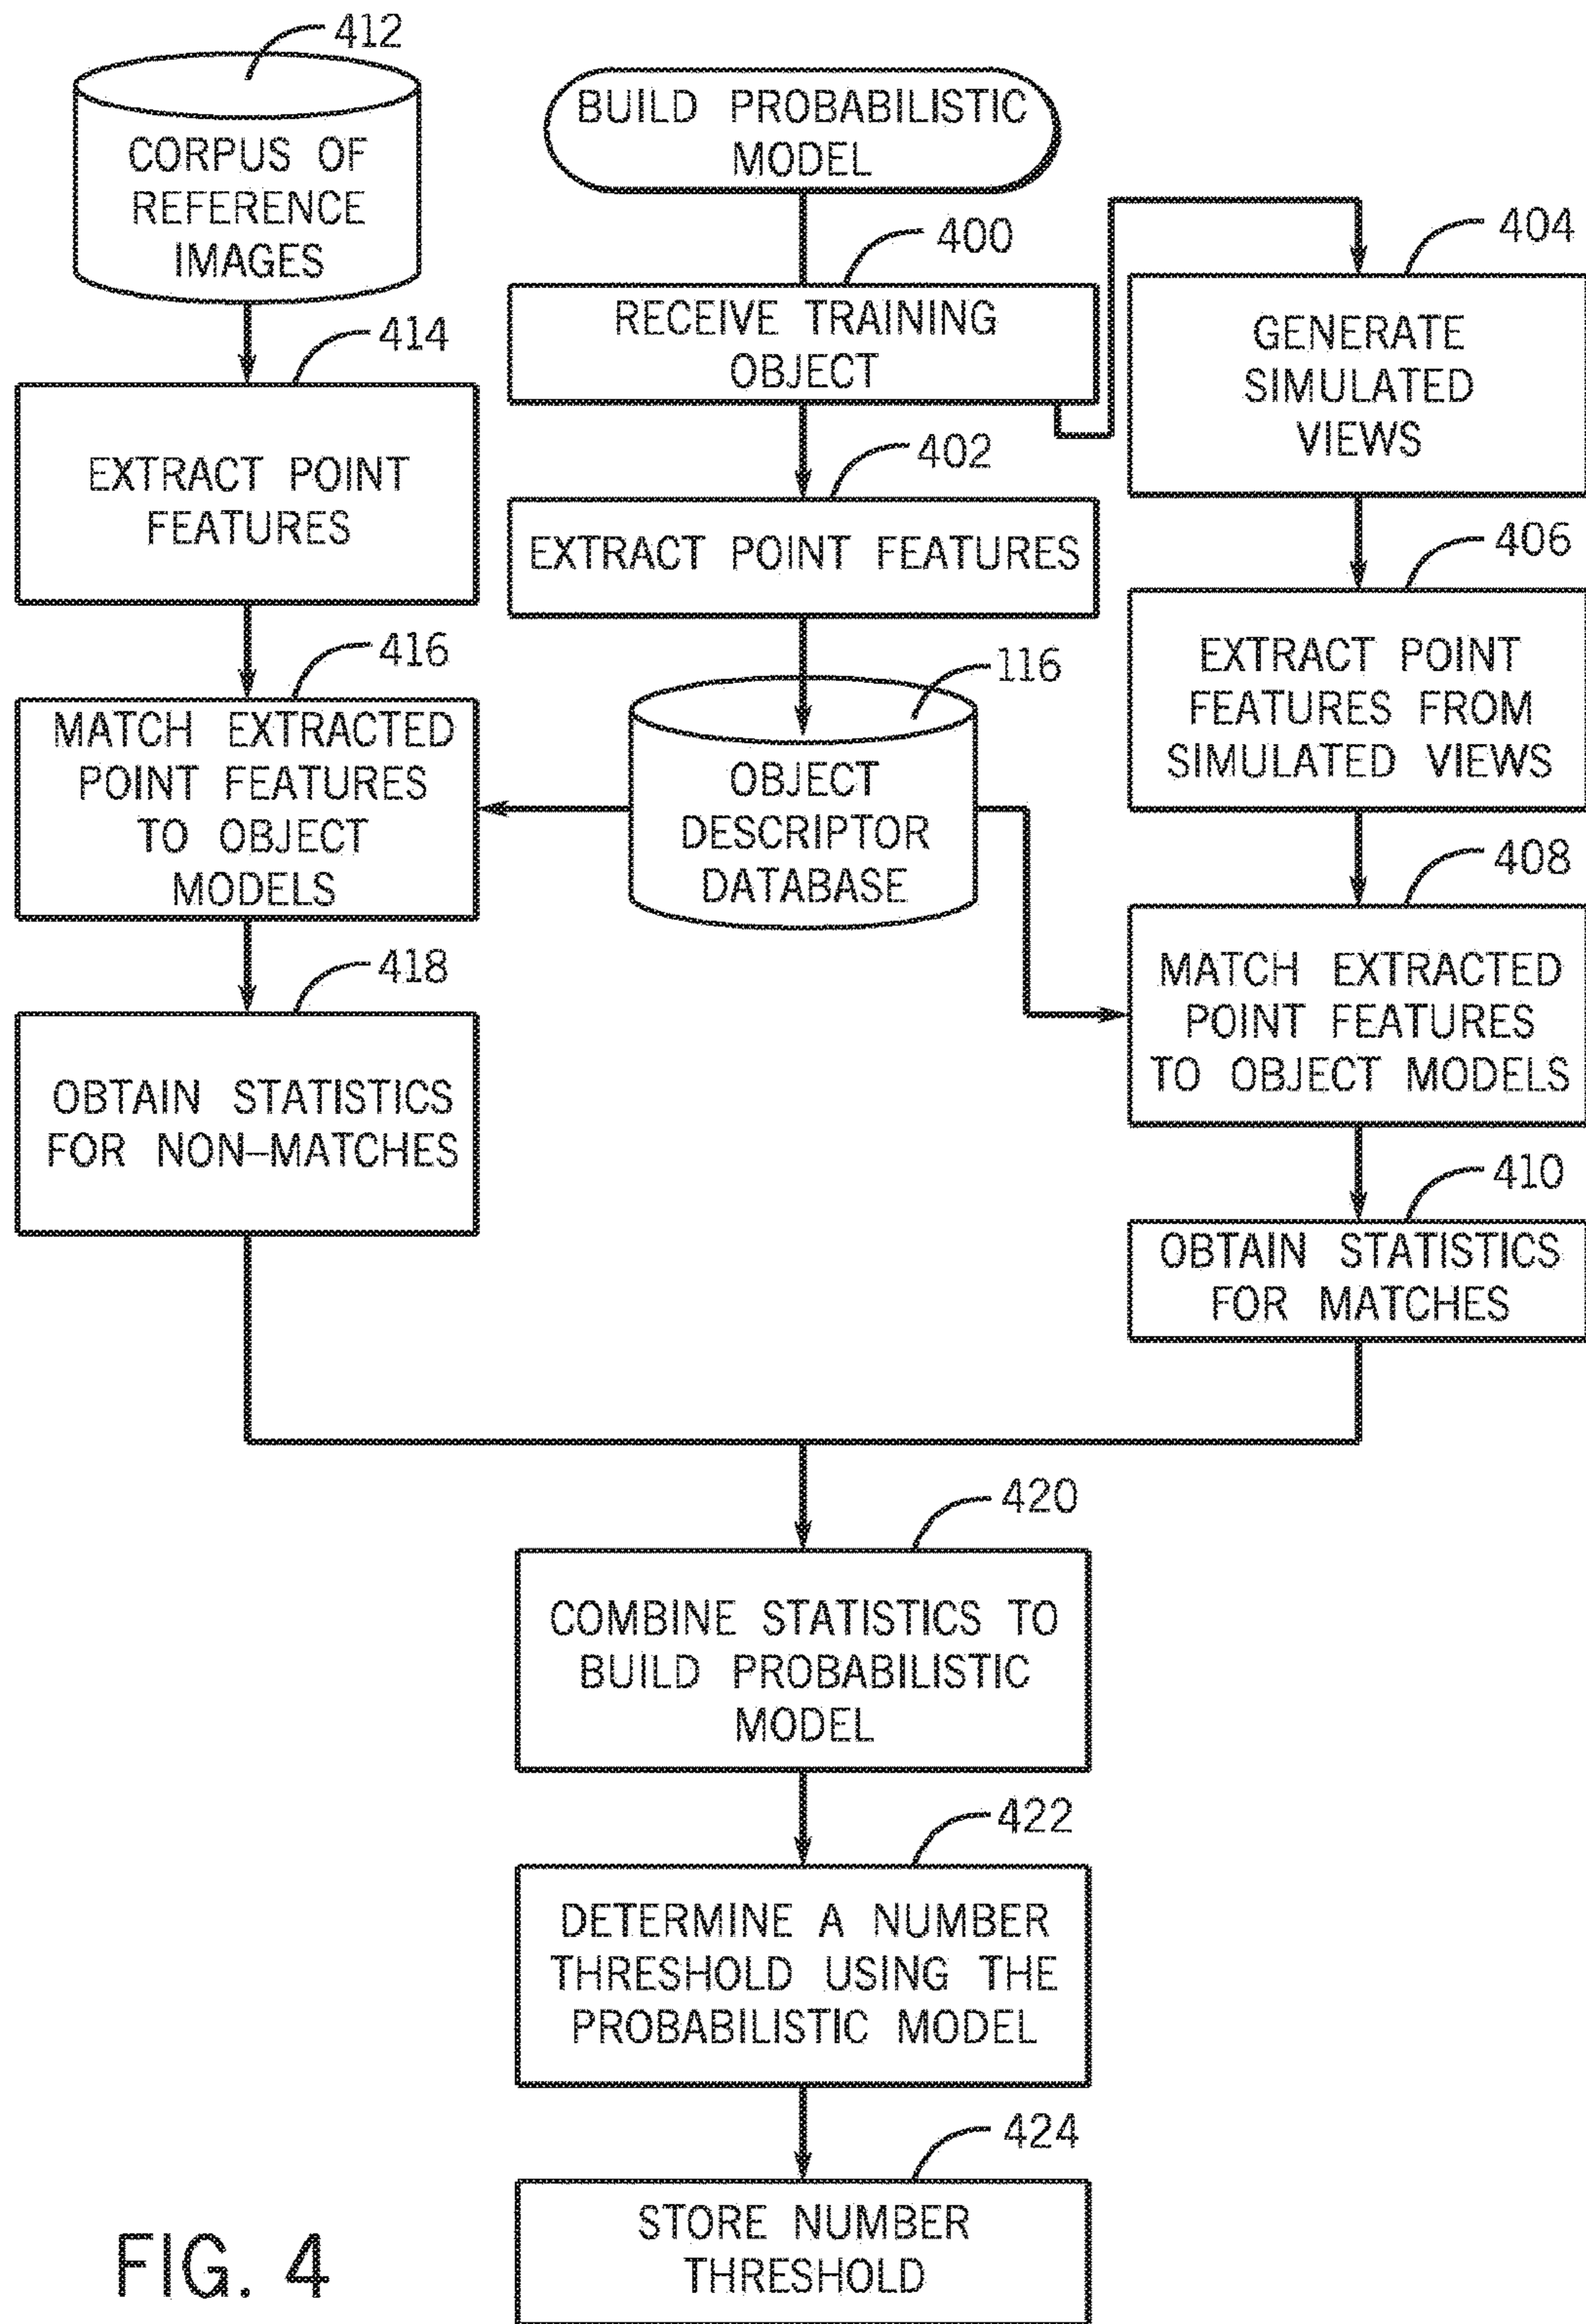 412
CORPUS OF
REFERENCE
IMAGES
414
EXTRACT POINT
FEATURES
416
MATCH EXTRACTED
POINT FEATURES
TO OBJECT
MODELS
418
OBTAIN STATISTICS
FOR NON-MATCHES
BUILD PROBABILISTIC
MODEL
400
RECEIVE TRAINING
OBJECT
402
EXTRACT POINT FEATURES
116
OBJECT
DESCRIPTOR
DATABASE
404
GENERATE
SIMULATED
VIEWS
406
EXTRACT POINT
FEATURES FROM
SIMULATED VIEWS
408
MATCH EXTRACTED
POINT FEATURES
TO OBJECT MODELS
410
OBTAIN STATISTICS
FOR MATCHES
420
COMBINE STATISTICS TO
BUILD PROBABILISTIC
MODEL
422
DETERMINE A NUMBER
THRESHOLD USING THE
PROBABILISTIC MODEL
424
STORE NUMBER
THRESHOLD
FIG. 4